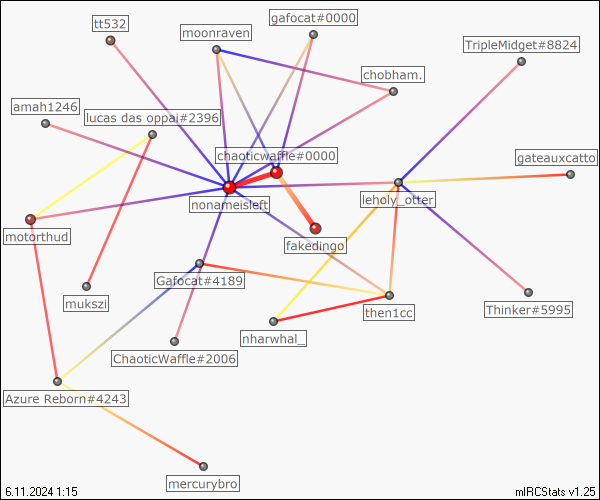 tt532
gafocat#0000
moonraven
TripleMidget#8824
chobham.
amah1246
lucas das oppai#2396
chaoticwaffle#0000
gateauxcatto
nonameisleft
leholy_otter
motorthud
fakedingo
Gafocat#4189
mukszi
then1cc
Thinker#5995
nharwhal_
ChaoticWaffle#2006
Azure Reborn#4243
mercurybro
6.11.2024 1:15
mIRCStats v1.25